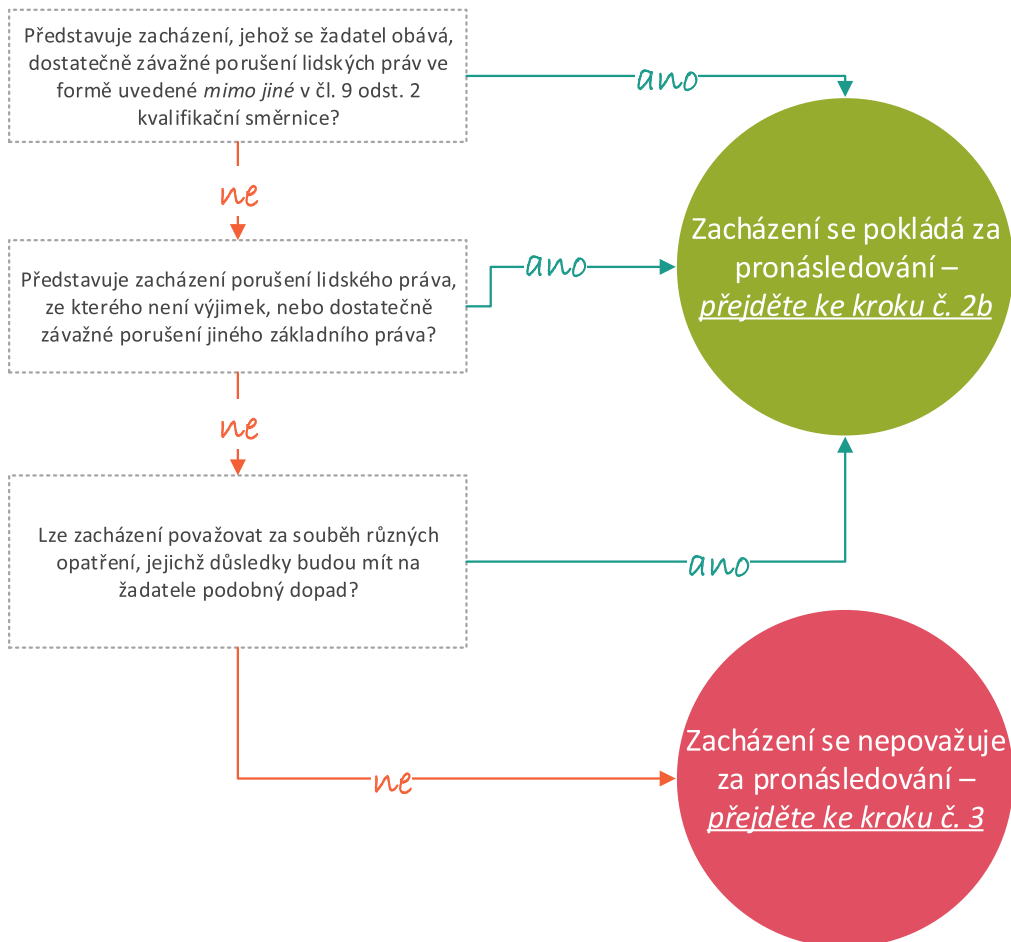 Představuje zacházení, jehož se žadatel obává,
dostatečně závažné porušení lidských práv ve
formě uvedené mimo jiné v čl. 9 odst. 2
kvalifikační směrnice?
ano
ne
Zacházení se pokládá za
pronásledování –
přejděte ke kroku č. 2b
Představuje zacházení porušení lidského práva,
ze kterého není výjimek, nebo dostatečně
závažné porušení jiného základního práva?
ano
ne
Lze zacházení považovat za souběh různých
opatření, jejichž důsledky budou mít na
žadatele podobný dopad?
ano
ne
Zacházení se nepovažuje
za pronásledování –
přejděte ke kroku č. 3